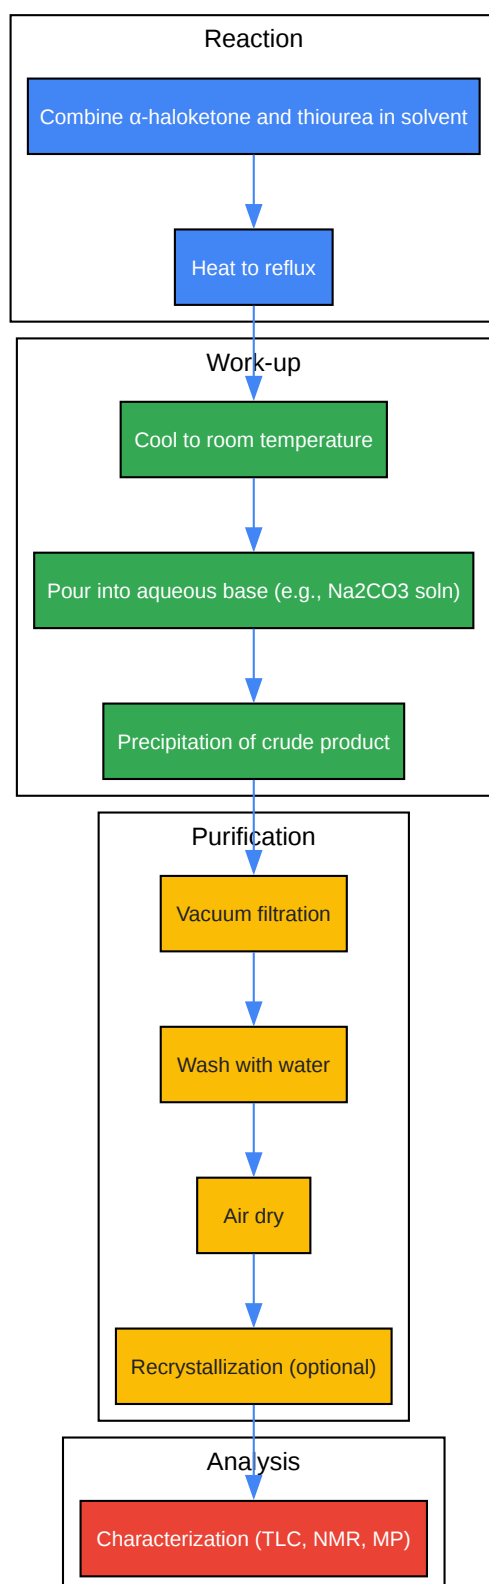 Reaction
Combine α-haloketone and thiourea in solvent
Heat to reflux
Work-up
Cool to room temperature
Pour into aqueous base (e.g., Na2CO3 soln)
Precipitation of crude product
Purification
Vacuum filtration
Wash with water
Air dry
Recrystallization (optional)
Analysis
Characterization (TLC, NMR, MP)